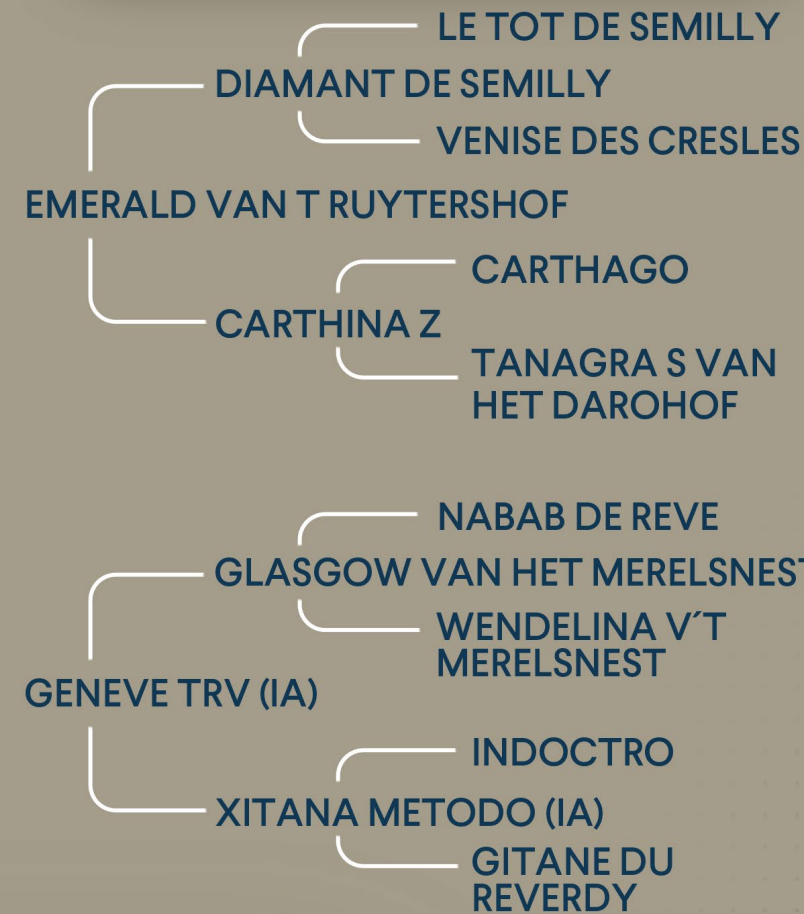 LE TOT DE SEMILLY
DIAMANT DE SEMILLY
VENISE DES CRESLES
EMERALD VAN T RUYTERSHOF
CARTHAGO
CARTHINA Z
TANAGRA S VAN
HET DAROHOF
NABAB DE REVE
GLASGOW VAN HET MERELSNEST
WENDELINA V´T
MERELSNEST
GENEVE TRV (IA)
INDOCTRO
XITANA METODO (IA)
GITANE DU
REVERDY